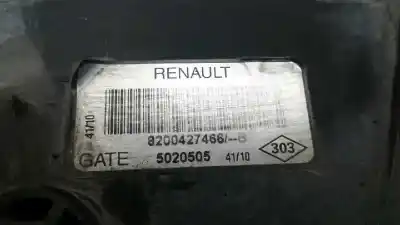 RENAULT
41/10
8200427466/--B
GATE 5020505 41/10 303